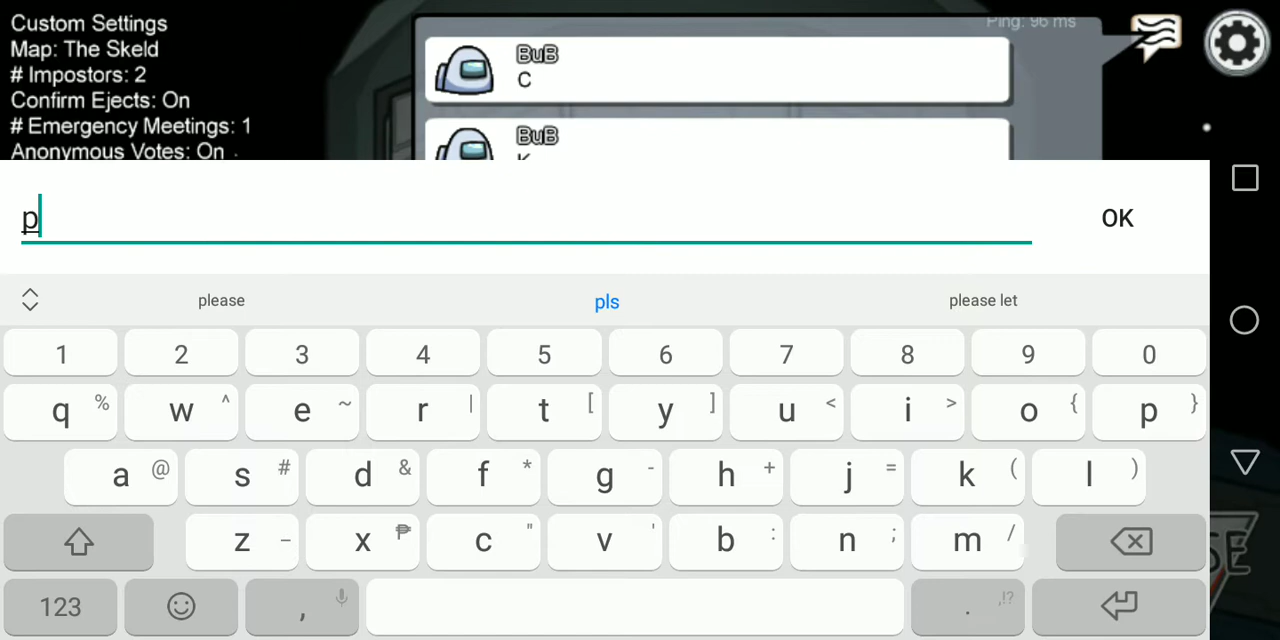 Custom Settings
Map: The Skeld
# Impostors: 2
Confirm Ejects: On
# Emergency Meetings: 1
Anonymous Votes: On
Ping: 96 ms
BuB
C
BuB
K
p
OK
please
pls
please let
1 2 3 4 5 6 7 8 9 0
q % w ^ e ~ r | t [ y ] u < i > o { p }
a @ s # d & f * g - h + j = k ( l )
z _ x ₱ c " v ' b : n ; m /
123 , . ,!?
SE